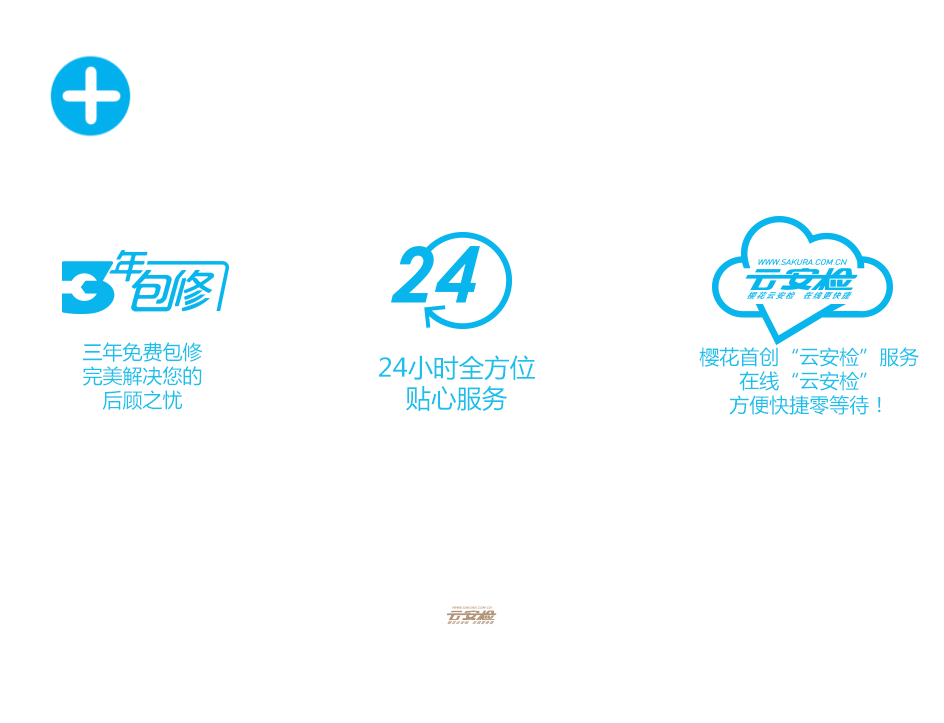 3年包修
三年免费包修
完美解决您的
后顾之忧
24
24小时全方位
贴心服务
WWW.SAKURA.COM.CN
云安检
樱花云安检 在线更快捷
樱花首创“云安检”服务
在线“云安检”
方便快捷零等待！
WWW.SAKURA.COM.CN
云安检